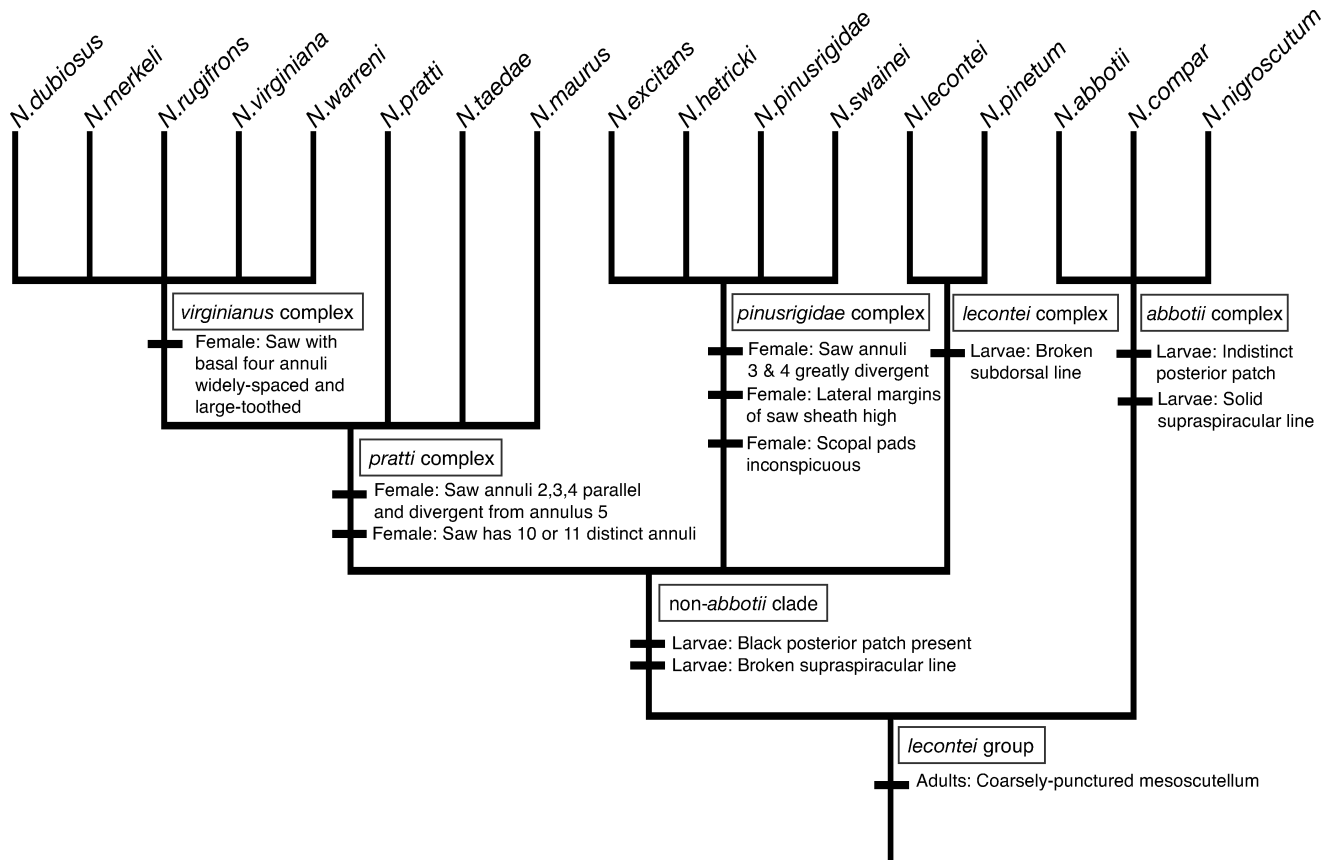 N.dubiosus
N.merkeli
N.rugifrons
N.virginiana
N.warreni
N.pratti
N.taedae
N.maurus
N.excitans
N.hetricki
N.pinusrigidae
N.swainei
N.lecontei
N.pinetum
N.abbotii
N.compar
N.nigroscutum
virginianus complex
Female: Saw with
basal four annuli
widely-spaced and
large-toothed
pinusrigidae complex
Female: Saw annuli
3 & 4 greatly divergent
Female: Lateral margins
of saw sheath high
Female: Scopal pads
inconspicuous
lecontei complex
Larvae: Broken
subdorsal line
abbotii complex
Larvae: Indistinct
posterior patch
Larvae: Solid
supraspiracular line
pratti complex
Female: Saw annuli 2,3,4 parallel
and divergent from annulus 5
Female: Saw has 10 or 11 distinct annuli
non-abbotii clade
Larvae: Black posterior patch present
Larvae: Broken supraspiracular line
lecontei group
Adults: Coarsely-punctured mesoscutellum